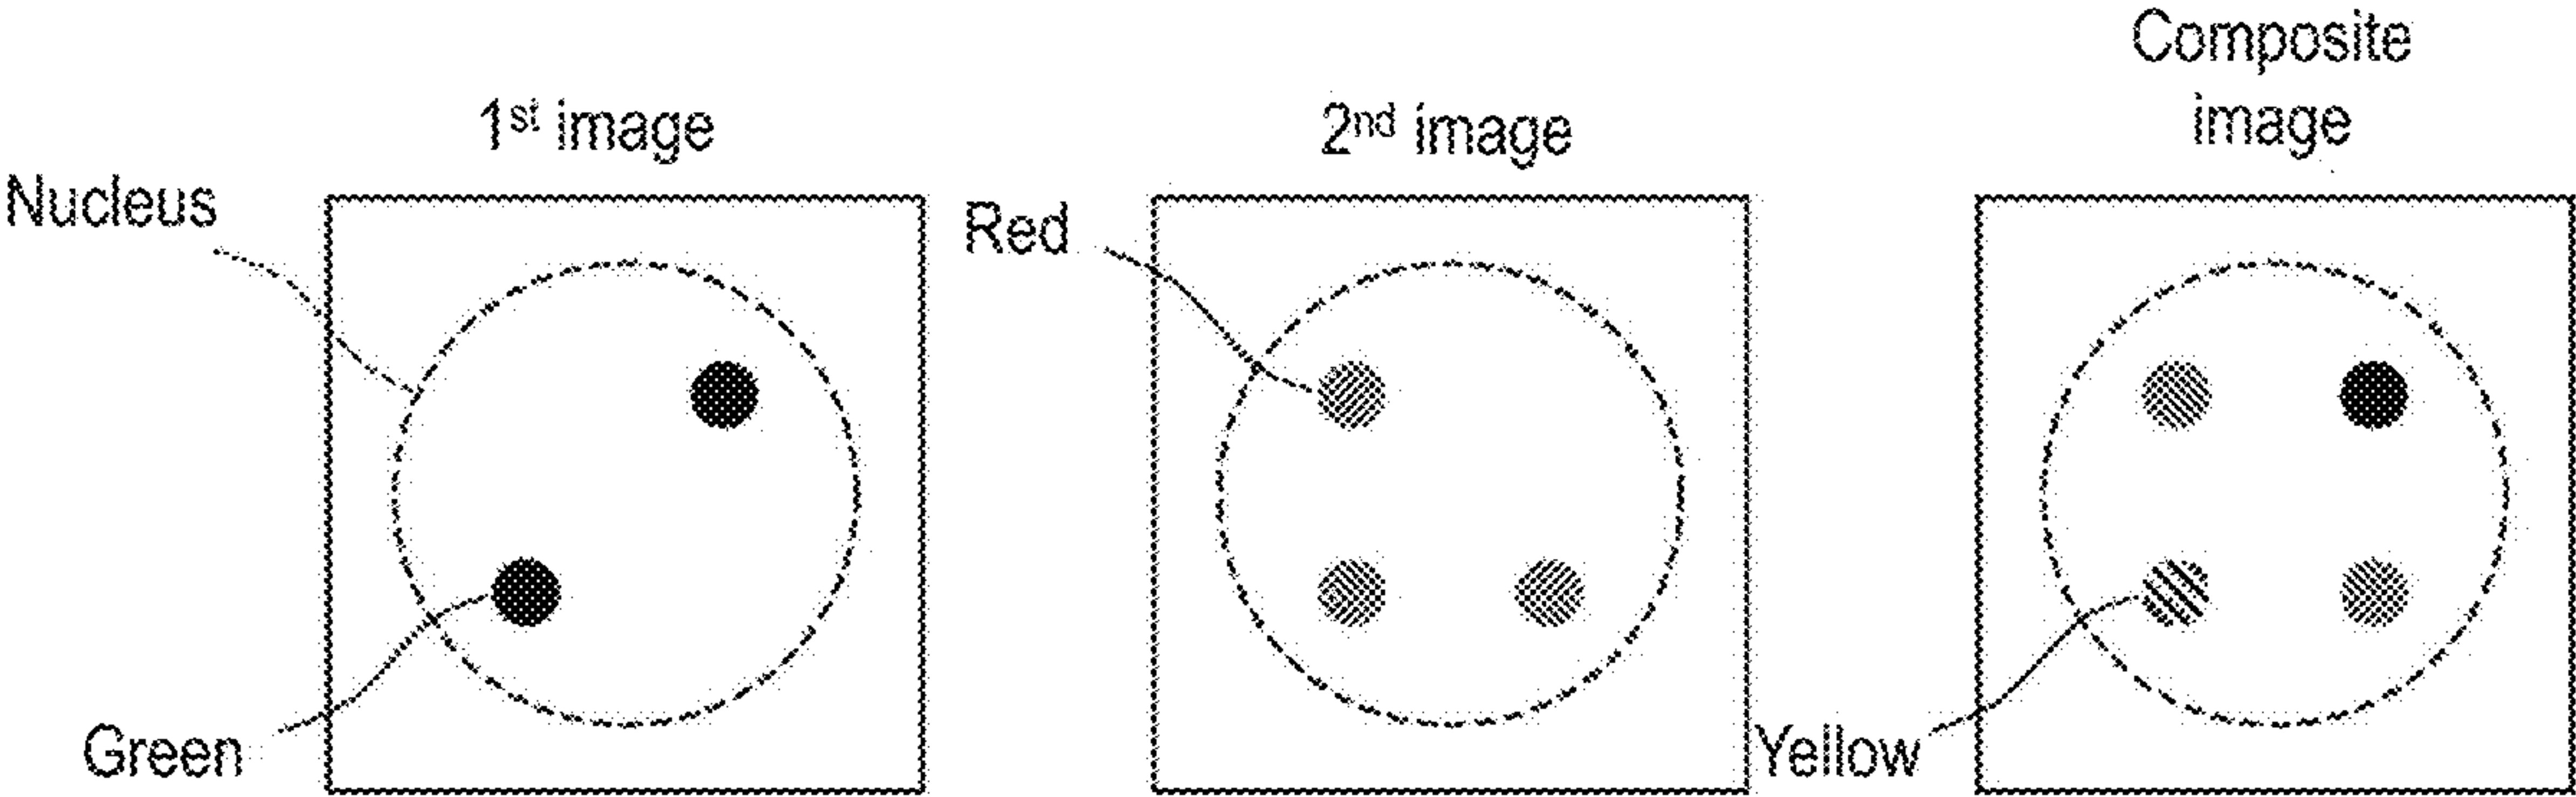 Composite
image
1st image
2nd image
Nucleus
Red
Green
Yellow